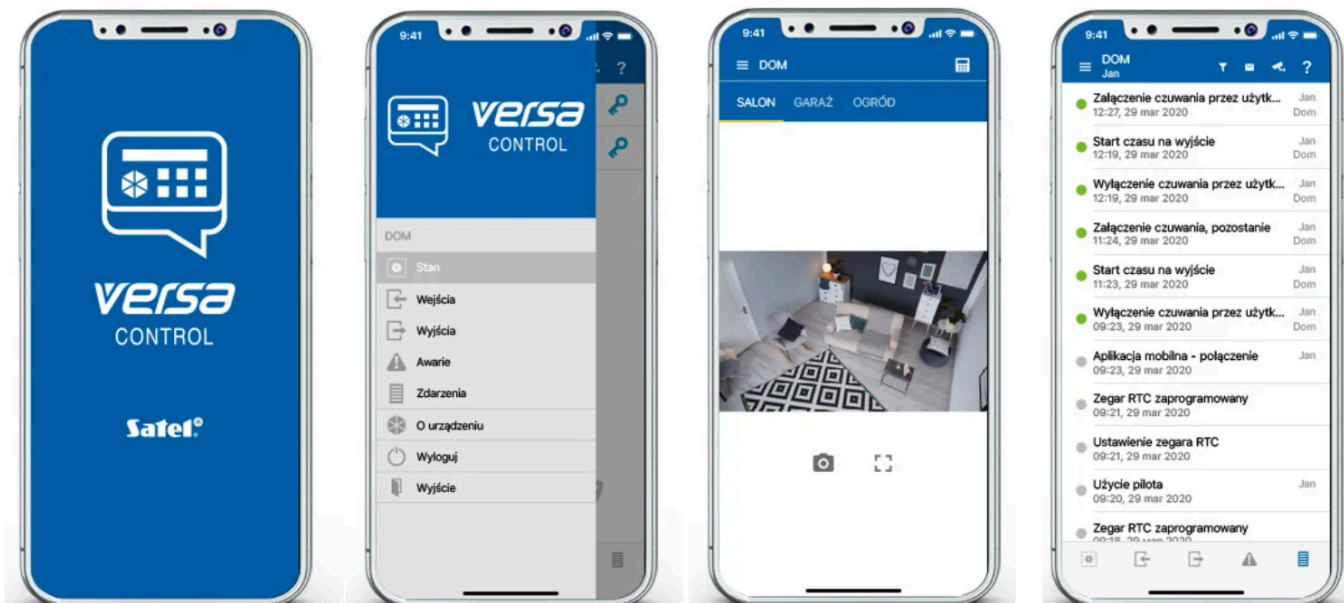 VERSA
CONTROL
Satel®
9:41
?
VERSA
CONTROL
DOM
Stan
Wejścia
Wyjścia
Awarie
Zdarzenia
O urządzeniu
Wyloguj
Wyjście
9:41
DOM
SALON GARAŻ OGRÓD
9:41
DOM
Jan
?
Załączenie czuwania przez użytk... Jan
12:27, 29 mar 2020 Dom
Start czasu na wyjście Jan
12:19, 29 mar 2020 Dom
Wyłączenie czuwania przez użytk... Jan
12:19, 29 mar 2020 Dom
Załączenie czuwania, pozostanie Jan
11:24, 29 mar 2020 Dom
Start czasu na wyjście Jan
11:23, 29 mar 2020 Dom
Wyłączenie czuwania przez użytk... Jan
09:23, 29 mar 2020 Dom
Aplikacja mobilna - połączenie Jan
09:23, 29 mar 2020
Zegar RTC zaprogramowany
09:21, 29 mar 2020
Ustawienie zegara RTC
09:21, 29 mar 2020
Użycie pilota Jan
09:20, 29 mar 2020
Zegar RTC zaprogramowany
09:18, 29 mar 2020